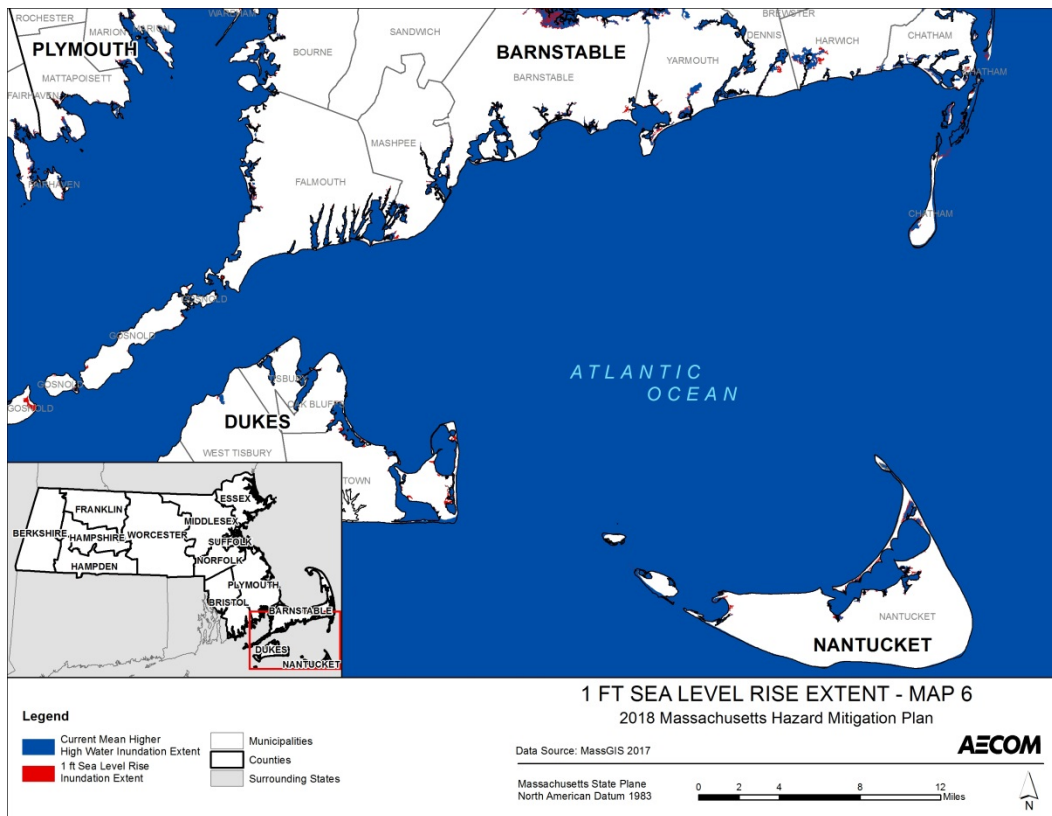 WAREHAM
ROCHESTER
MARION
MARION
PLYMOUTH
MATTAPOISETT
FAIRHAVEN
FAIRHAVEN
BOURNE
SANDWICH
BARNSTABLE
BARNSTABLE
YARMOUTH
DENNIS
BREWSTER
HARWICH
CHATHAM
CHATHAM
CHATHAM
MASHPEE
FALMOUTH
GOSNOLD
GOSNOLD
GOSNOLD
GOSNOLD
ATLANTIC
OCEAN
TISBURY
OAK BLUFFS
DUKES
WEST TISBURY
TOWN
NANTUCKET
NANTUCKET
ESSEX
FRANKLIN
MIDDLESEX
BERKSHIRE
HAMPSHIRE
WORCESTER
SUFFOLK
NORFOLK
HAMPDEN
PLYMOUTH
BRISTOL
BARNSTABLE
DUKES
NANTUCKET
1 FT SEA LEVEL RISE EXTENT - MAP 6
2018 Massachusetts Hazard Mitigation Plan
Legend
Current Mean Higher
High Water Inundation Extent
1 ft Sea Level Rise
Inundation Extent
Municipalities
Counties
Surrounding States
Data Source: MassGIS 2017
AECOM
Massachusetts State Plane
North American Datum 1983
0 2 4 6 8 12
Miles
N